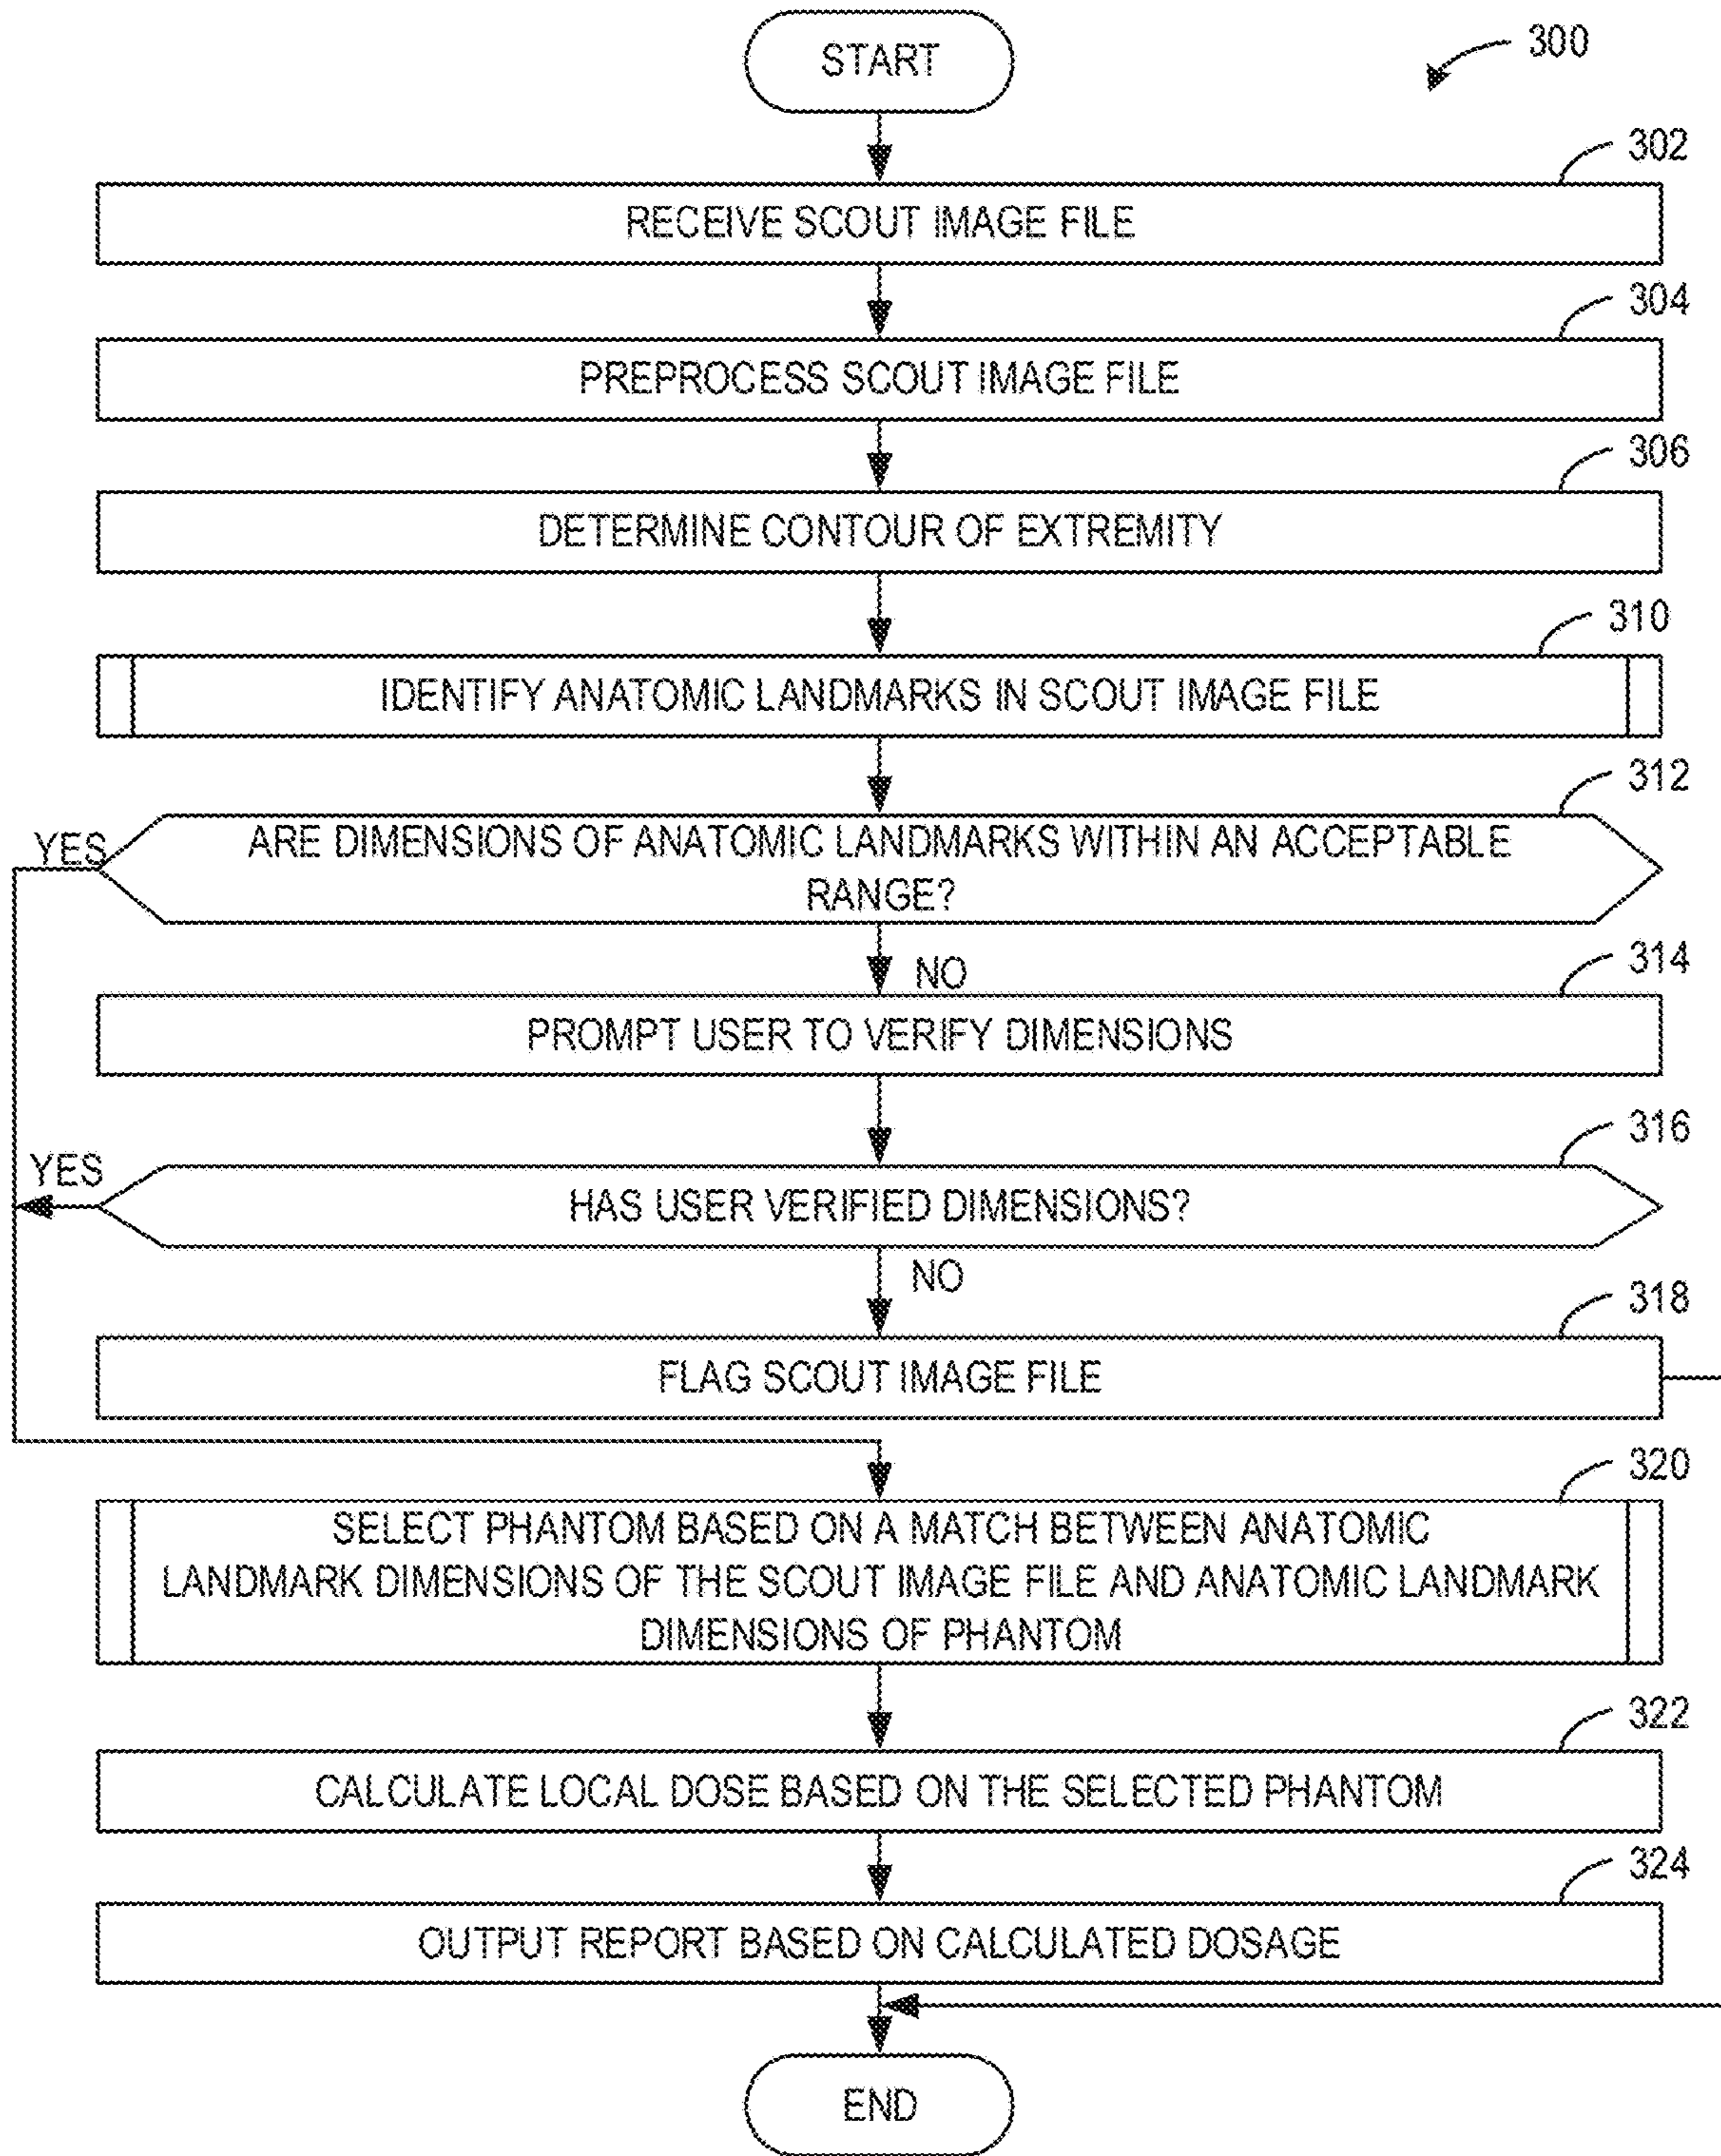 START
300
302
RECEIVE SCOUT IMAGE FILE
304
PREPROCESS SCOUT IMAGE FILE
306
DETERMINE CONTOUR OF EXTREMITY
310
IDENTIFY ANATOMIC LANDMARKS IN SCOUT IMAGE FILE
312
YES
ARE DIMENSIONS OF ANATOMIC LANDMARKS WITHIN AN ACCEPTABLE
RANGE?
NO
314
PROMPT USER TO VERIFY DIMENSIONS
316
YES
HAS USER VERIFIED DIMENSIONS?
NO
318
FLAG SCOUT IMAGE FILE
320
SELECT PHANTOM BASED ON A MATCH BETWEEN ANATOMIC
LANDMARK DIMENSIONS OF THE SCOUT IMAGE FILE AND ANATOMIC LANDMARK
DIMENSIONS OF PHANTOM
322
CALCULATE LOCAL DOSE BASED ON THE SELECTED PHANTOM
324
OUTPUT REPORT BASED ON CALCULATED DOSAGE
END